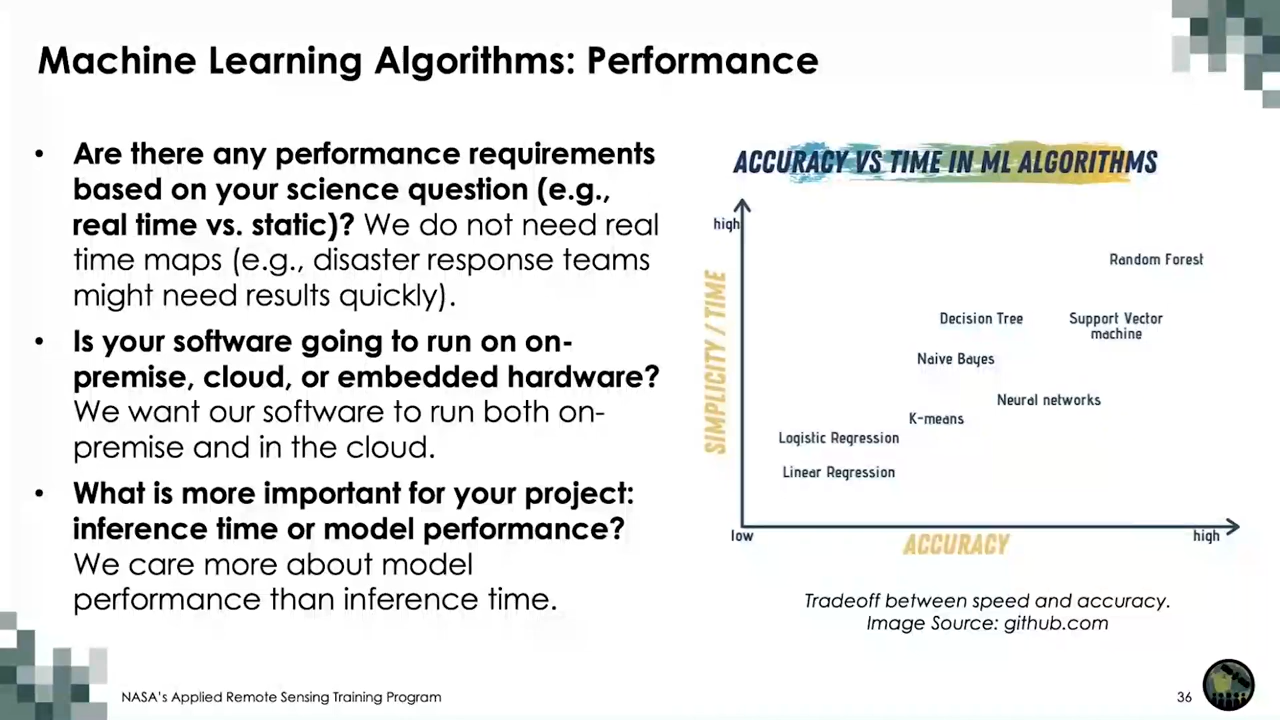 Machine Learning Algorithms: Performance
• Are there any performance requirements
based on your science question (e.g.,
real time vs. static)? We do not need real
time maps (e.g., disaster response teams
might need results quickly).
• Is your software going to run on on-
premise, cloud, or embedded hardware?
We want our software to run both on-
premise and in the cloud.
• What is more important for your project:
inference time or model performance?
We care more about model
performance than inference time.
ACCURACY VS TIME IN ML ALGORITHMS
high
SIMPLICITY / TIME
Random Forest
Decision Tree
Support Vector
machine
Naive Bayes
Neural networks
K-means
Logistic Regression
Linear Regression
low
ACCURACY
high
Tradeoff between speed and accuracy.
Image Source: github.com
NASA's Applied Remote Sensing Training Program
36